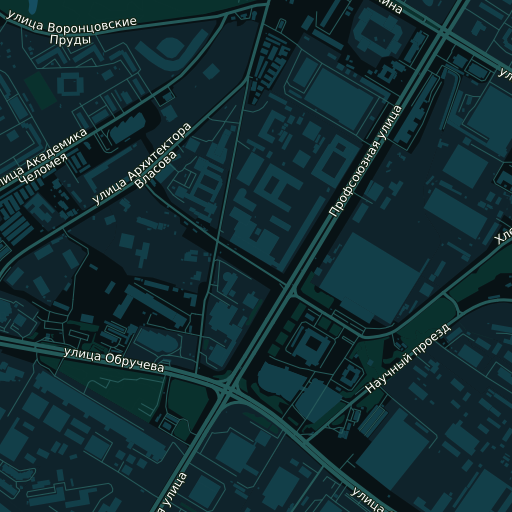 улица Воронцовские
Пруды
улица Академика
Челомея
улица Архитектора
Власова
Профсоюзная улица
Научный проезд
улица Обручева
улица
улица